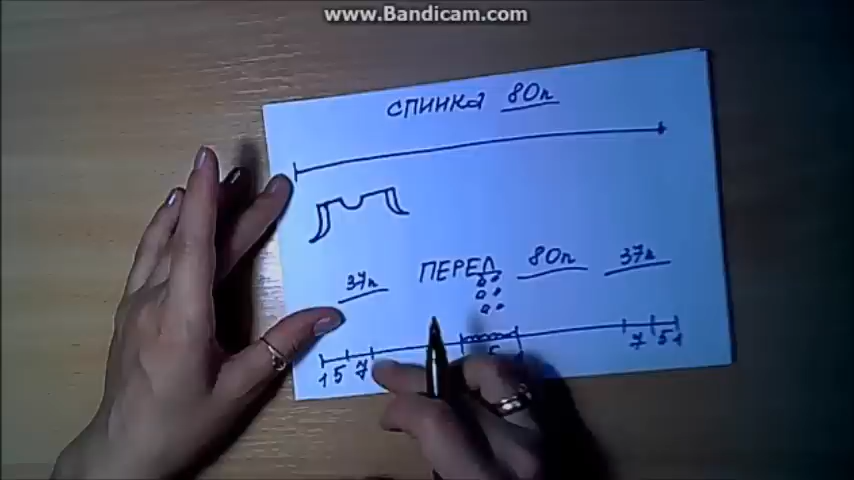 www.Bandicam.com
СПИНКА 80п
37п ПЕРЕД 80п 37п
1 5 7 5 7 5 1